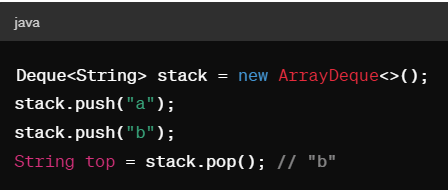 java
Deque<String> stack = new ArrayDeque<>();
stack.push("a");
stack.push("b");
String top = stack.pop(); // "b"